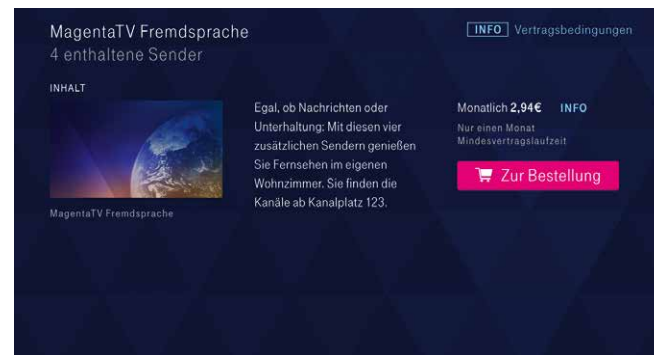 MagentaTV Fremdsprache
4 enthaltene Sender
INFO Vertragsbedingungen
INHALT
MagentaTV Fremdsprache
Egal, ob Nachrichten oder
Unterhaltung: Mit diesen vier
zusätzlichen Sendern genießen
Sie Fernsehen im eigenen
Wohnzimmer. Sie finden die
Kanäle ab Kanalplatz 123.
Monatlich 2,94€ INFO
Nur einen Monat
Mindesvertragslaufzeit
Zur Bestellung